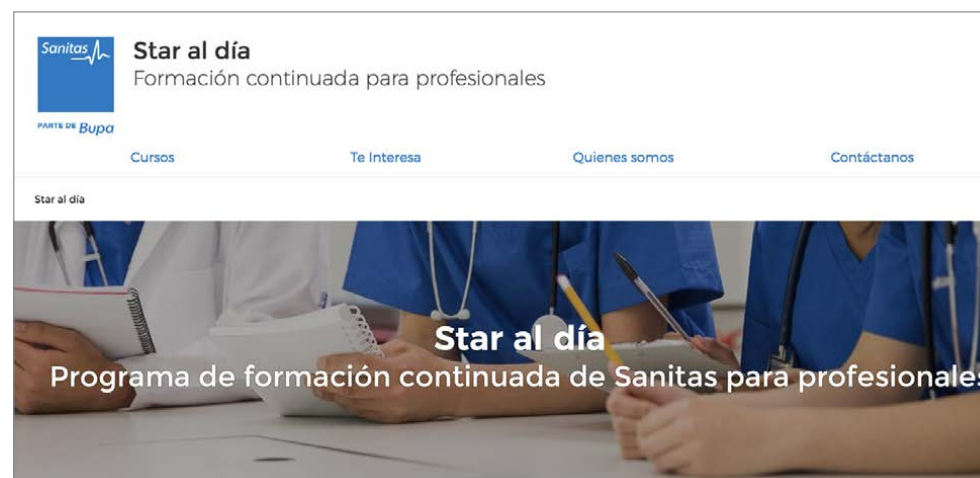 Sanitas
PARTE DE Bupa
Star al día
Formación continuada para profesionales
Cursos
Te Interesa
Quienes somos
Contáctanos
Star al día
Star al día
Programa de formación continuada de Sanitas para profesionales